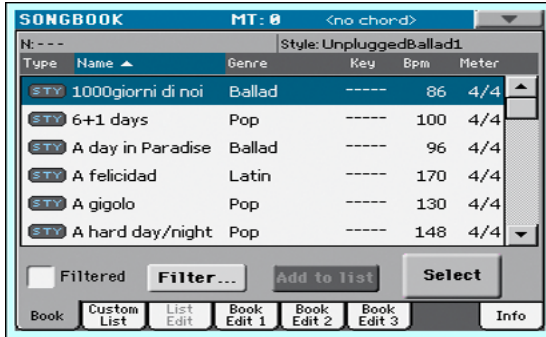 SONGBOOK MT: 0 <no chord>
N: --- Style: UnpluggedBallad1
Type Name Genre Key Bpm Meter
STY 1000giorni di noi Ballad ----- 86 4/4
STY 6+1 days Pop ----- 100 4/4
STY A day in Paradise Ballad ----- 96 4/4
STY A felicidad Latin ----- 170 4/4
STY A gigolo Pop ----- 130 4/4
STY A hard day/night Pop ----- 148 4/4
Filtered Filter... Add to list Select
Book Custom List List Edit Book Edit 1 Book Edit 2 Book Edit 3 Info